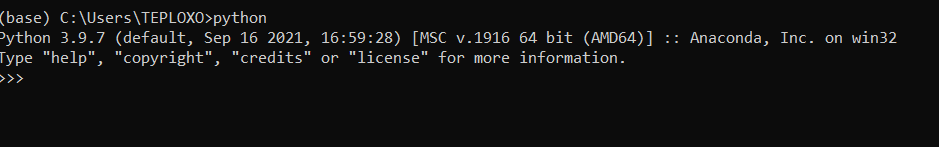 (base) C:\Users\TEPLOXO>python
Python 3.9.7 (default, Sep 16 2021, 16:59:28) [MSC v.1916 64 bit (AMD64)] :: Anaconda, Inc. on win32
Type "help", "copyright", "credits" or "license" for more information.
>>>